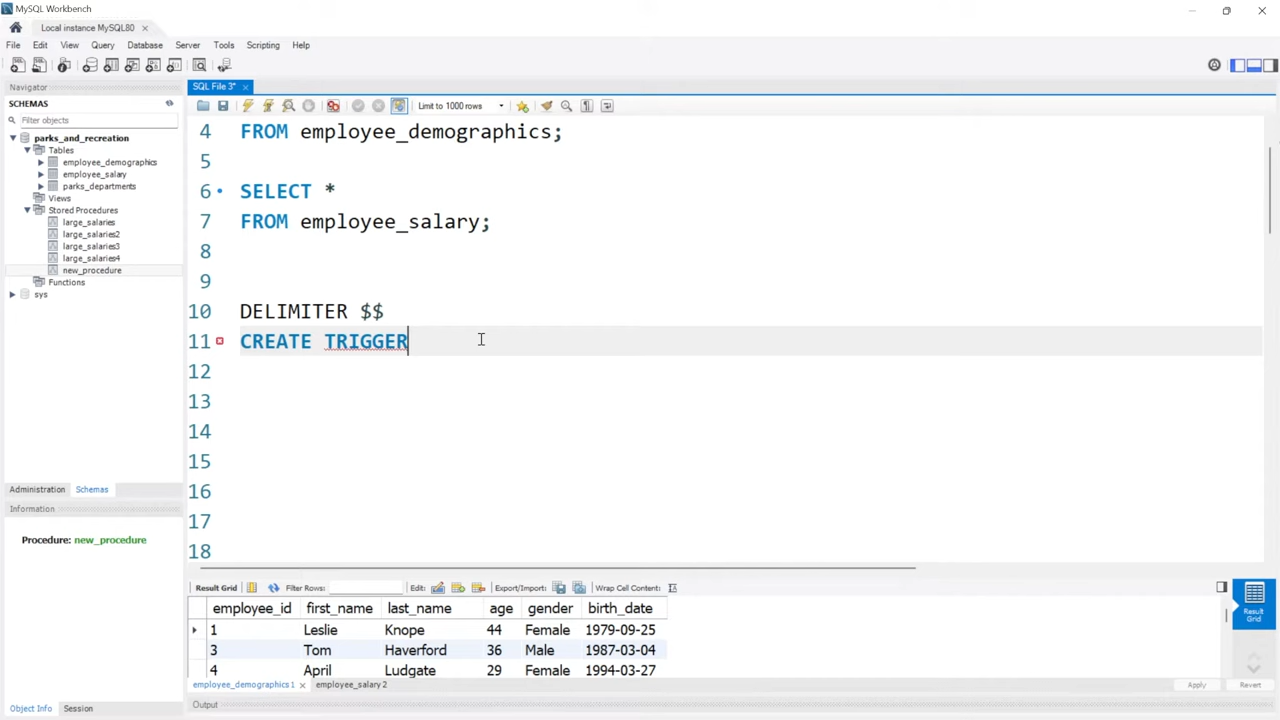 MySQL Workbench
Local instance MySQL80
File Edit View Query Database Server Tools Scripting Help
Navigator
SCHEMAS
Filter objects
parks_and_recreation
Tables
employee_demographics
employee_salary
parks_departments
Views
Stored Procedures
large_salaries
large_salaries2
large_salaries3
large_salaries4
new_procedure
Functions
sys
Administration Schemas
Information
Procedure: new_procedure
Object Info Session
SQL File 3*
Limit to 1000 rows
4 FROM employee_demographics;
5
6 SELECT *
7 FROM employee_salary;
8
9
10 DELIMITER $$
11 CREATE TRIGGER
12
13
14
15
16
17
18
Result Grid Filter Rows: Edit: Export/Import: Wrap Cell Content:
employee_id first_name last_name age gender birth_date
1 Leslie Knope 44 Female 1979-09-25
3 Tom Haverford 36 Male 1987-03-04
4 April Ludgate 29 Female 1994-03-27
Result Grid
employee_demographics 1 employee_salary 2 Apply Revert
Output